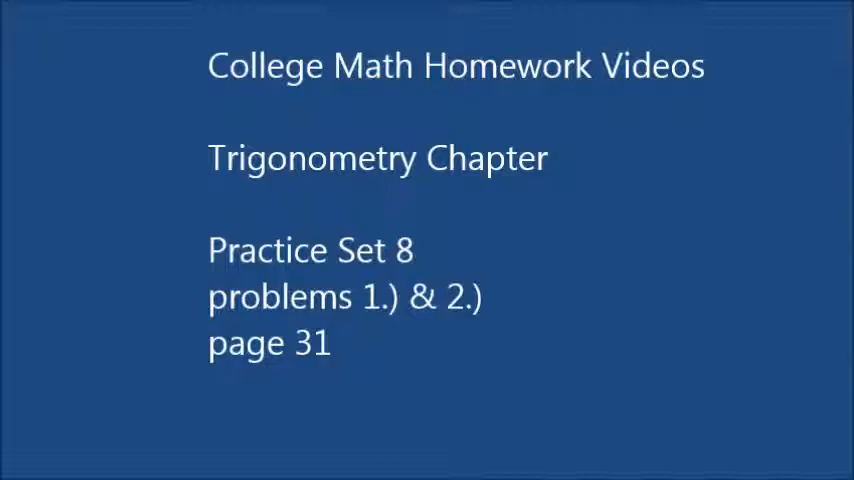 College Math Homework Videos
Trigonometry Chapter
Practice Set 8
problems 1.) & 2.)
page 31